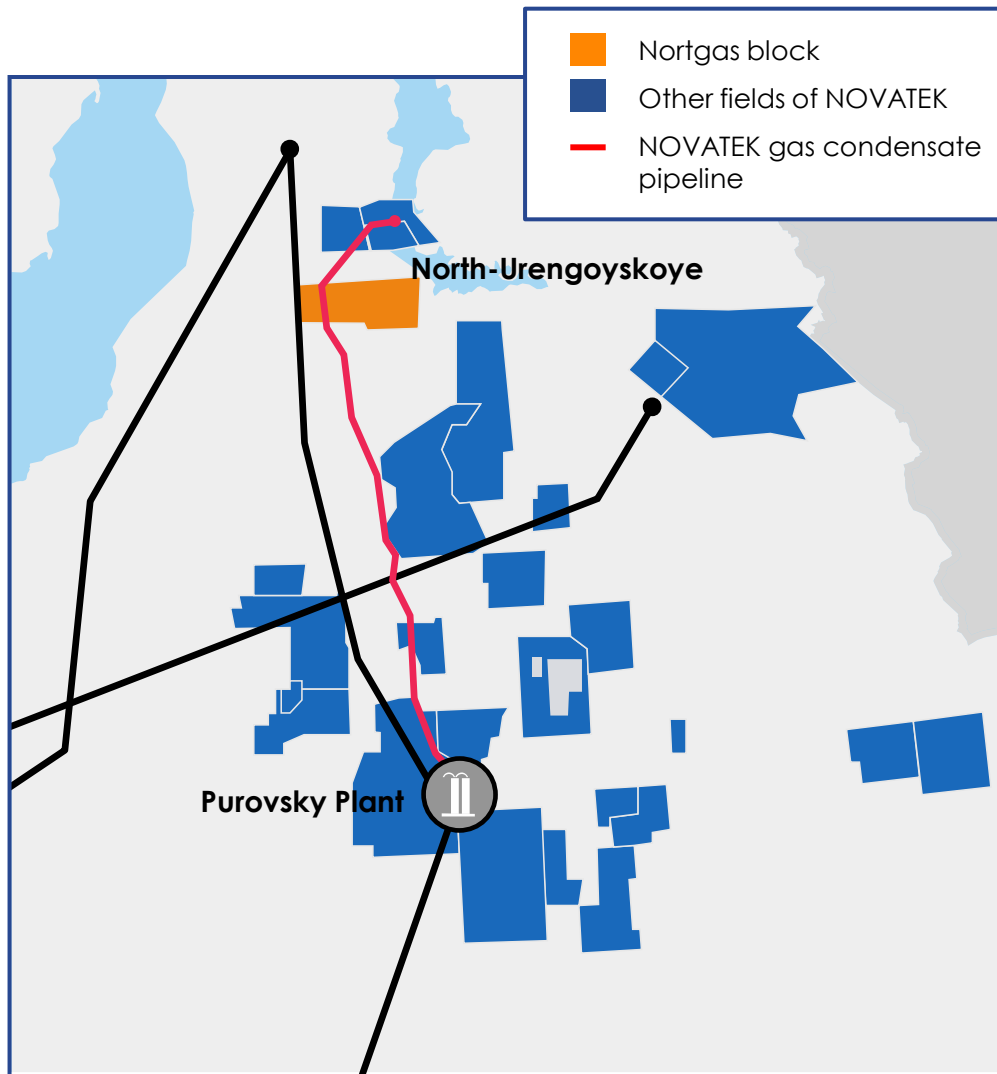 Nortgas block
Other fields of NOVATEK
NOVATEK gas condensate
pipeline
North-Urengoyskoye
Purovsky Plant